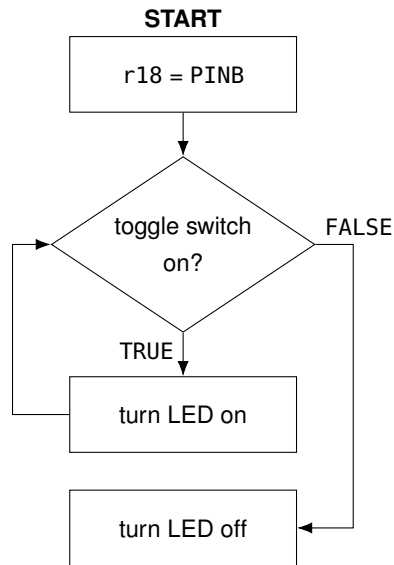 START
r18 = PINB
toggle switch
on?
FALSE
TRUE
turn LED on
turn LED off